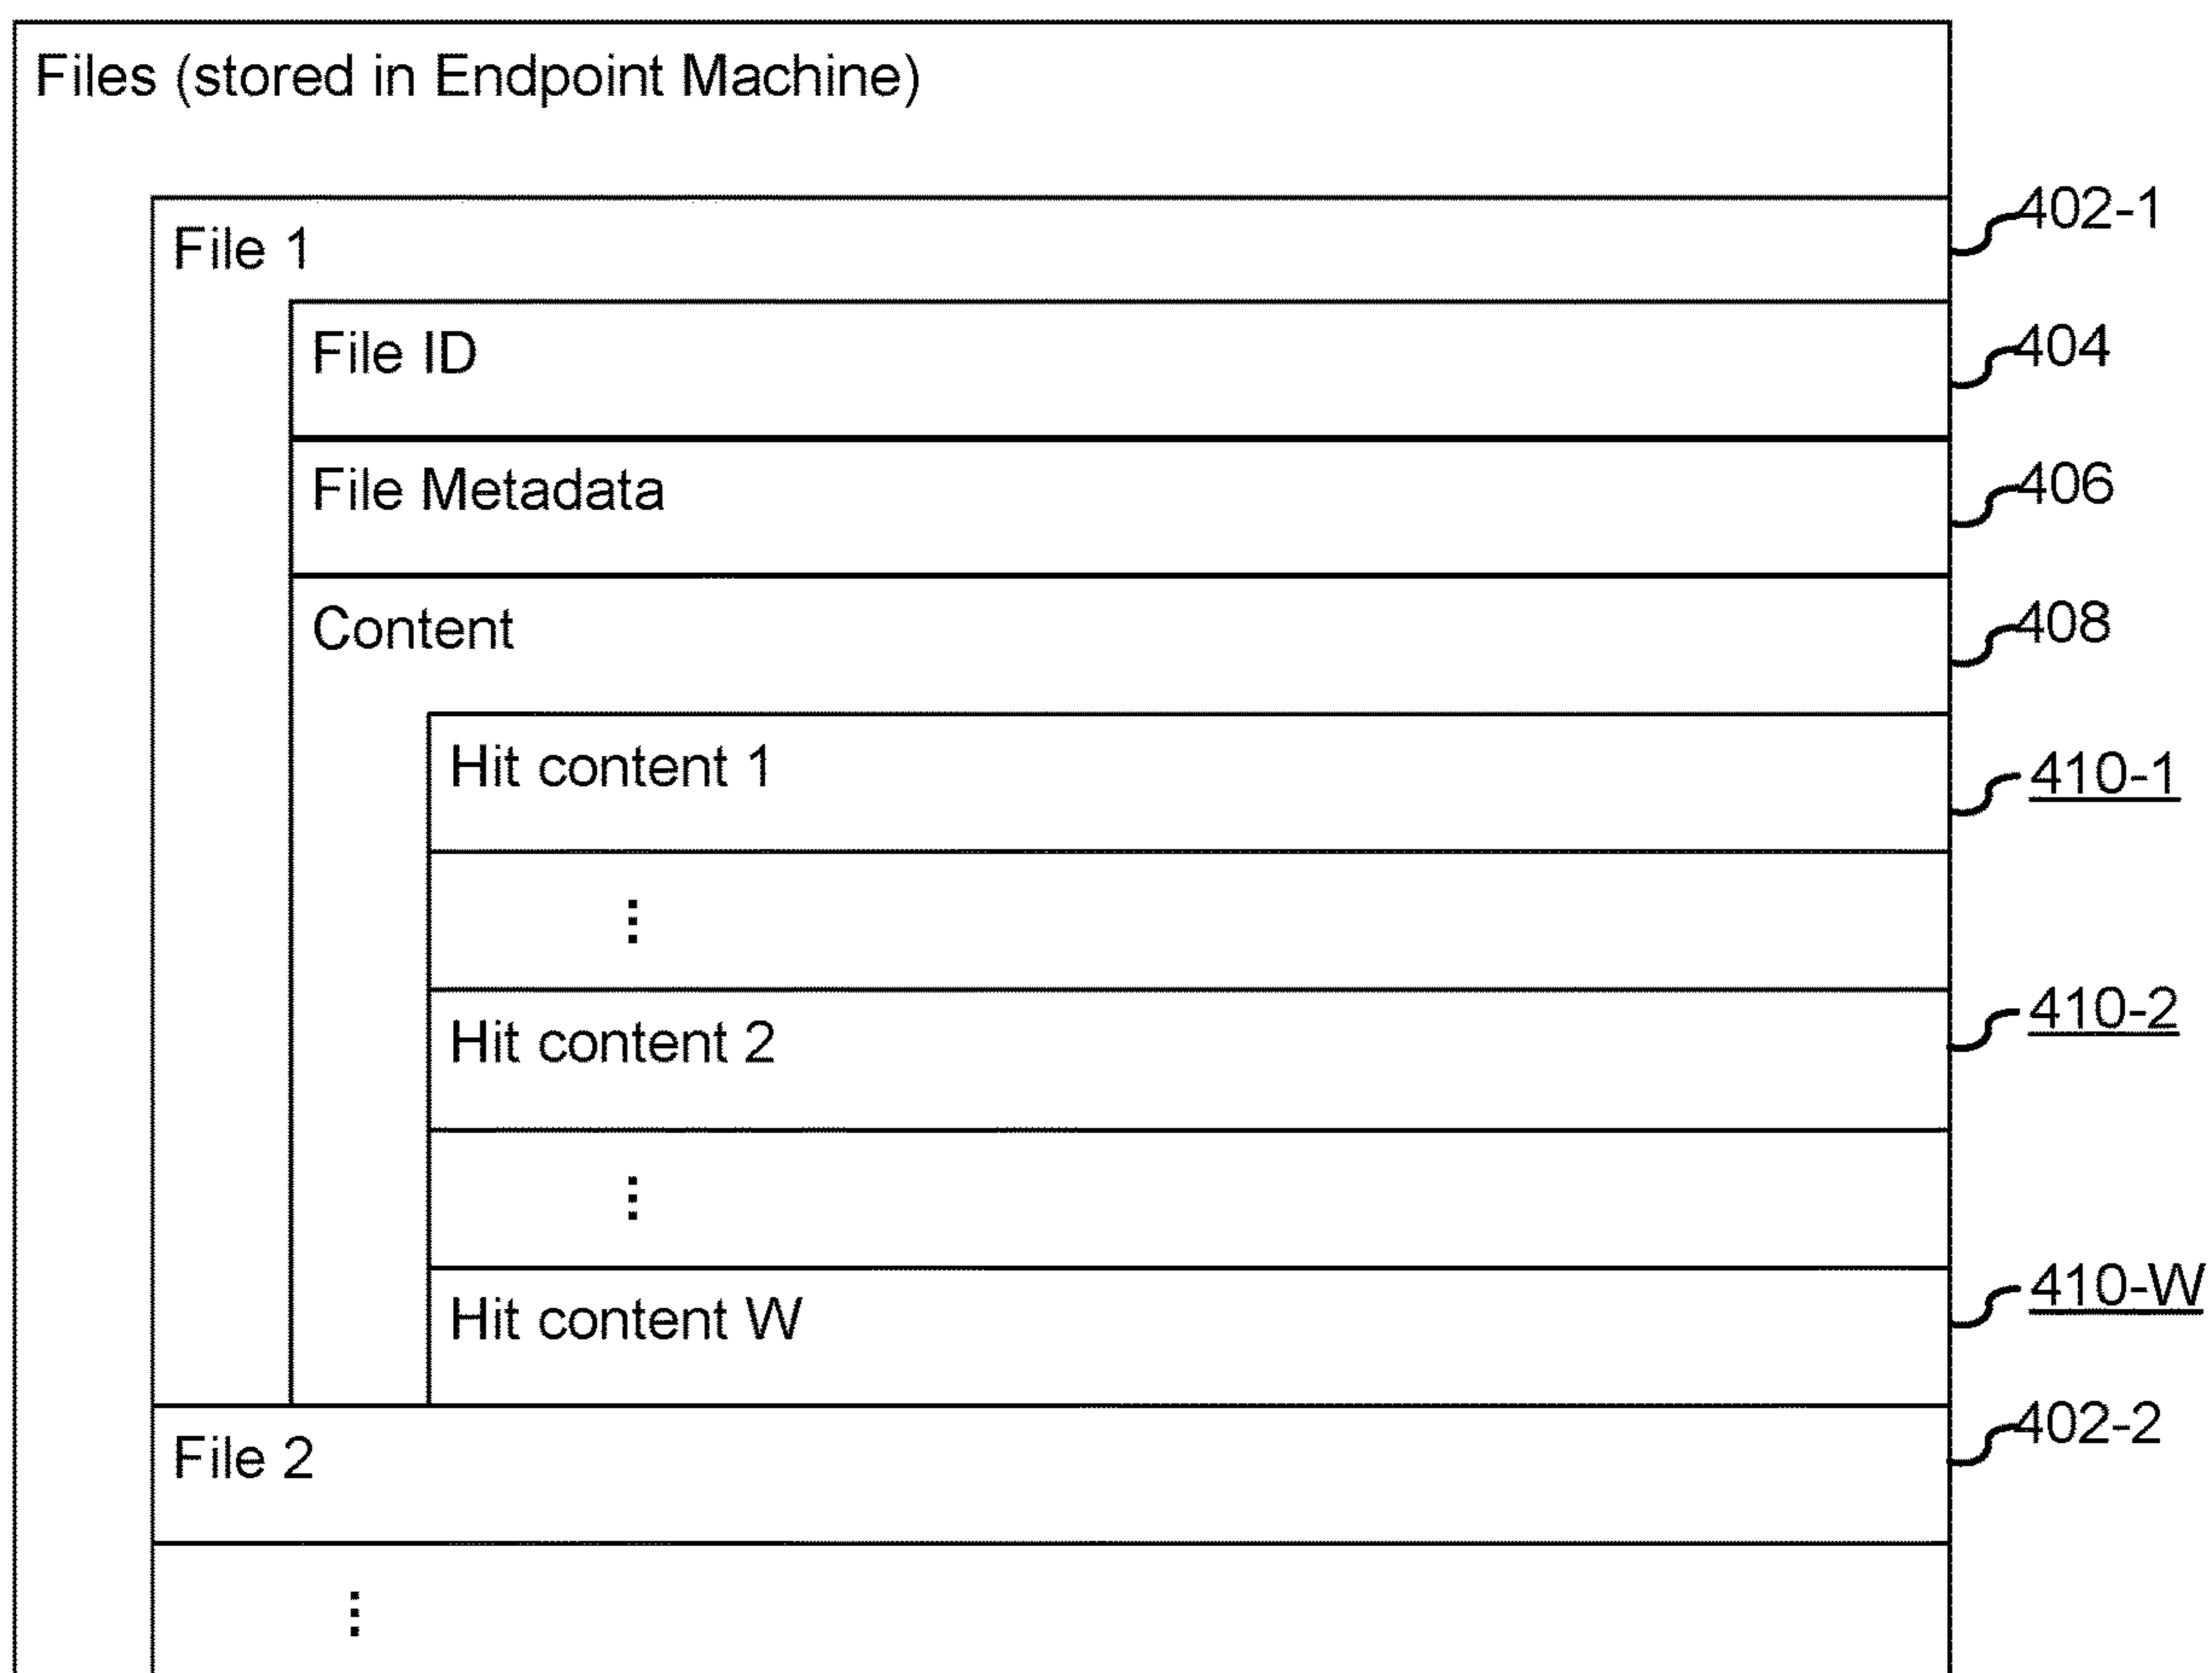 Files (stored in Endpoint Machine)
402-1
File 1
File ID
404
File Metadata
406
Content
408
Hit content 1
410-1
⋮
Hit content 2
410-2
⋮
Hit content W
410-W
File 2
402-2
⋮